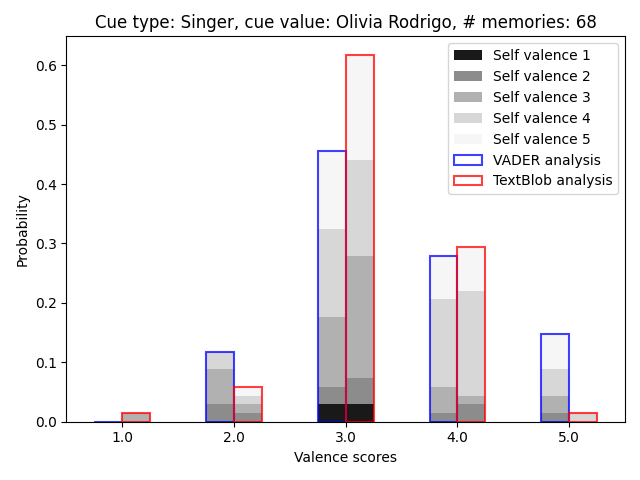 Cue type: Singer, cue value: Olivia Rodrigo, # memories: 68
Self valence 1
Self valence 2
Self valence 3
Self valence 4
Self valence 5
VADER analysis
TextBlob analysis
Probability
0.6
0.5
0.4
0.3
0.2
0.1
0.0
1.0 2.0 3.0 4.0 5.0
Valence scores